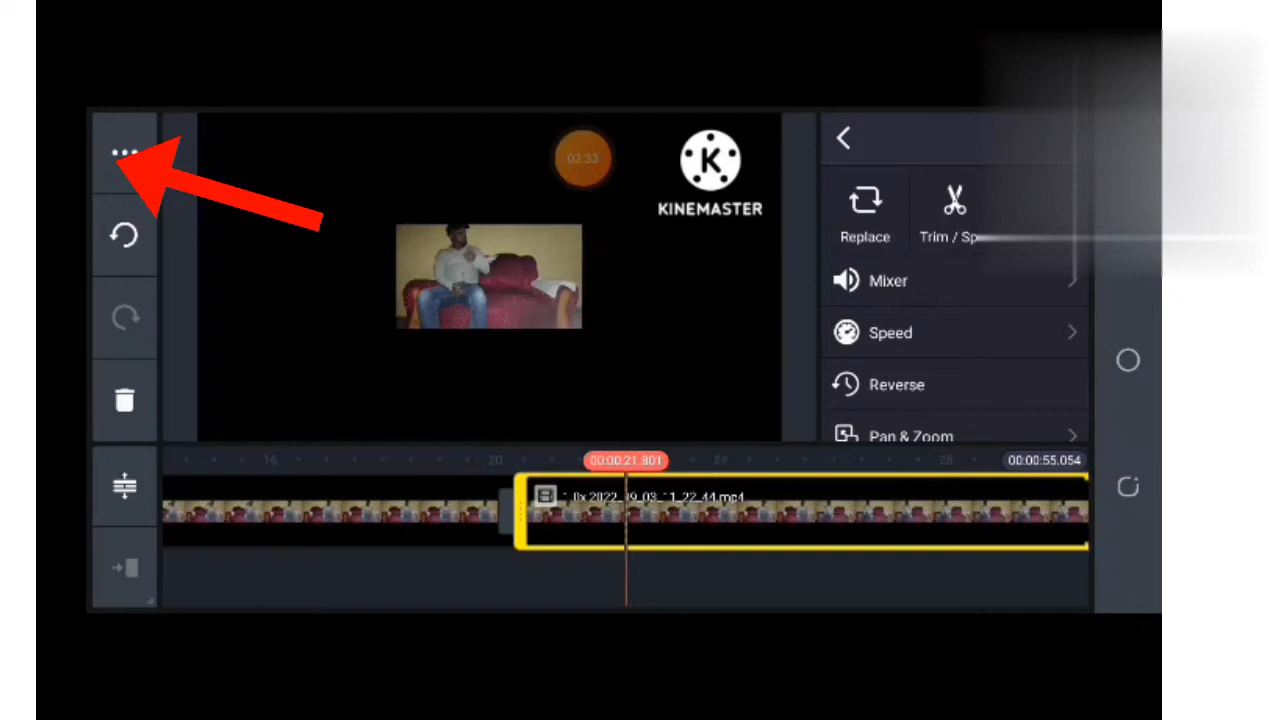 03:33
KINEMASTER
Replace
Trim / Sp
Mixer
Speed
Reverse
Pan & Zoom
16
20
00:00:21.801
24
28
00:00:55.054